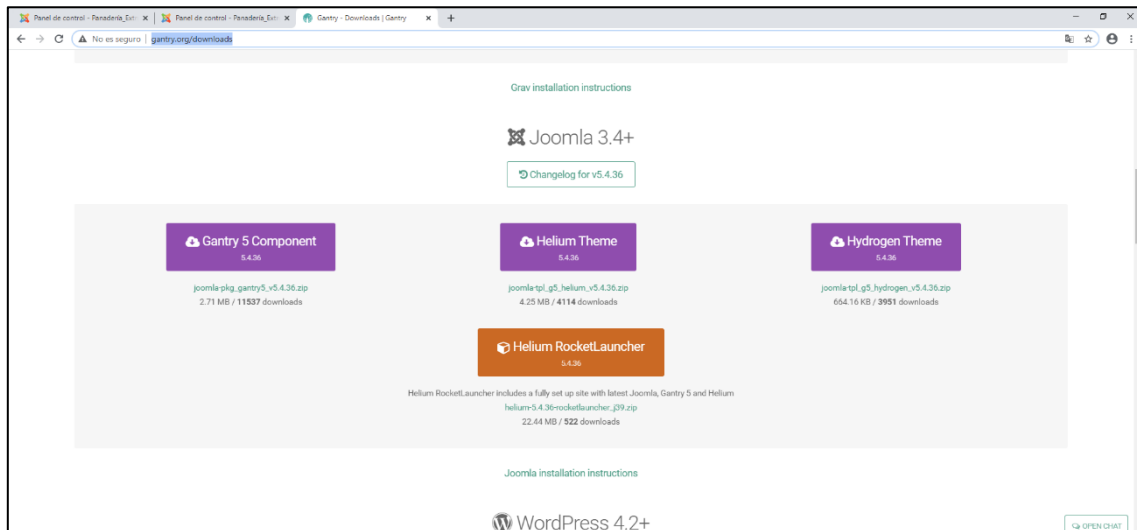 Panel de control - Panadería_Ext
Panel de control - Panadería_Ext
Gantry - Downloads | Gantry
No es seguro | gantry.org/downloads
Grav installation instructions
Joomla 3.4+
Changelog for v5.4.36
Gantry 5 Component
5.4.36
joomla-pkg_gantry5_v5.4.36.zip
2.71 MB / 11537 downloads
Helium Theme
5.4.36
joomla-tpl_g5_helium_v5.4.36.zip
4.25 MB / 4114 downloads
Hydrogen Theme
5.4.36
joomla-tpl_g5_hydrogen_v5.4.36.zip
664.16 KB / 3951 downloads
Helium RocketLauncher
5.4.36
Helium RocketLauncher includes a fully set up site with latest Joomla, Gantry 5 and Helium
helium-5.4.36-rocketlauncher_j39.zip
22.44 MB / 522 downloads
Joomla installation instructions
WordPress 4.2+
OPEN CHAT